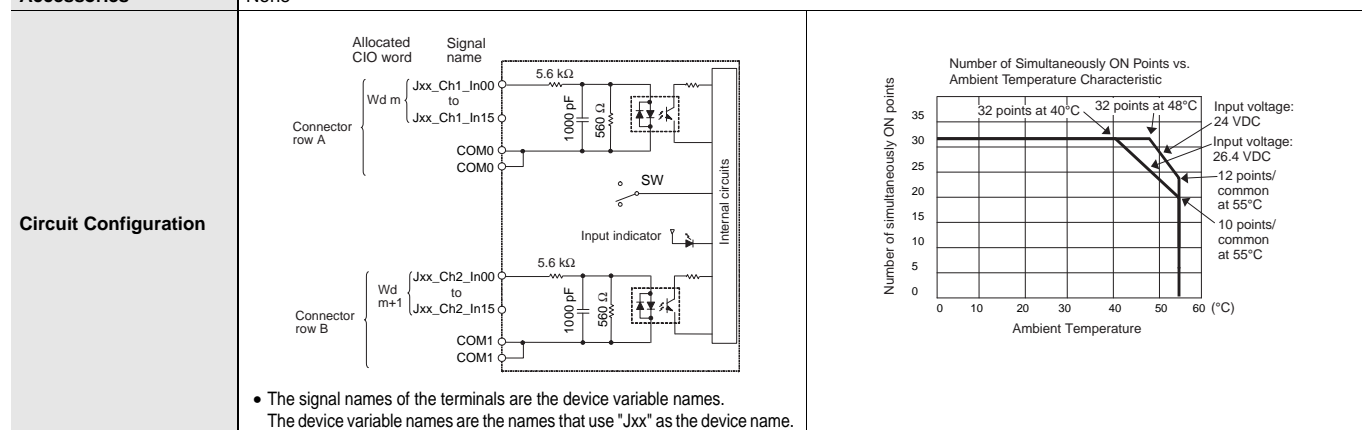 Accessories None
Circuit Configuration
Allocated
CIO word
Signal
name
Connector
row A
Wd m
Jxx_Ch1_In00
to
Jxx_Ch1_In15
COM0
COM0
5.6 kΩ
1000 pF
560 Ω
SW
Input indicator
Internal circuits
Connector
row B
Wd
m+1
Jxx_Ch2_In00
to
Jxx_Ch2_In15
COM1
COM1
5.6 kΩ
1000 pF
560 Ω
• The signal names of the terminals are the device variable names.
The device variable names are the names that use "Jxx" as the device name.
Number of Simultaneously ON Points vs.
Ambient Temperature Characteristic
Number of simultaneously ON points
35
30
25
20
15
10
5
0
32 points at 40°C
32 points at 48°C
Input voltage:
24 VDC
Input voltage:
26.4 VDC
12 points/
common
at 55°C
10 points/
common
at 55°C
0 10 20 30 40 50 60 (°C)
Ambient Temperature